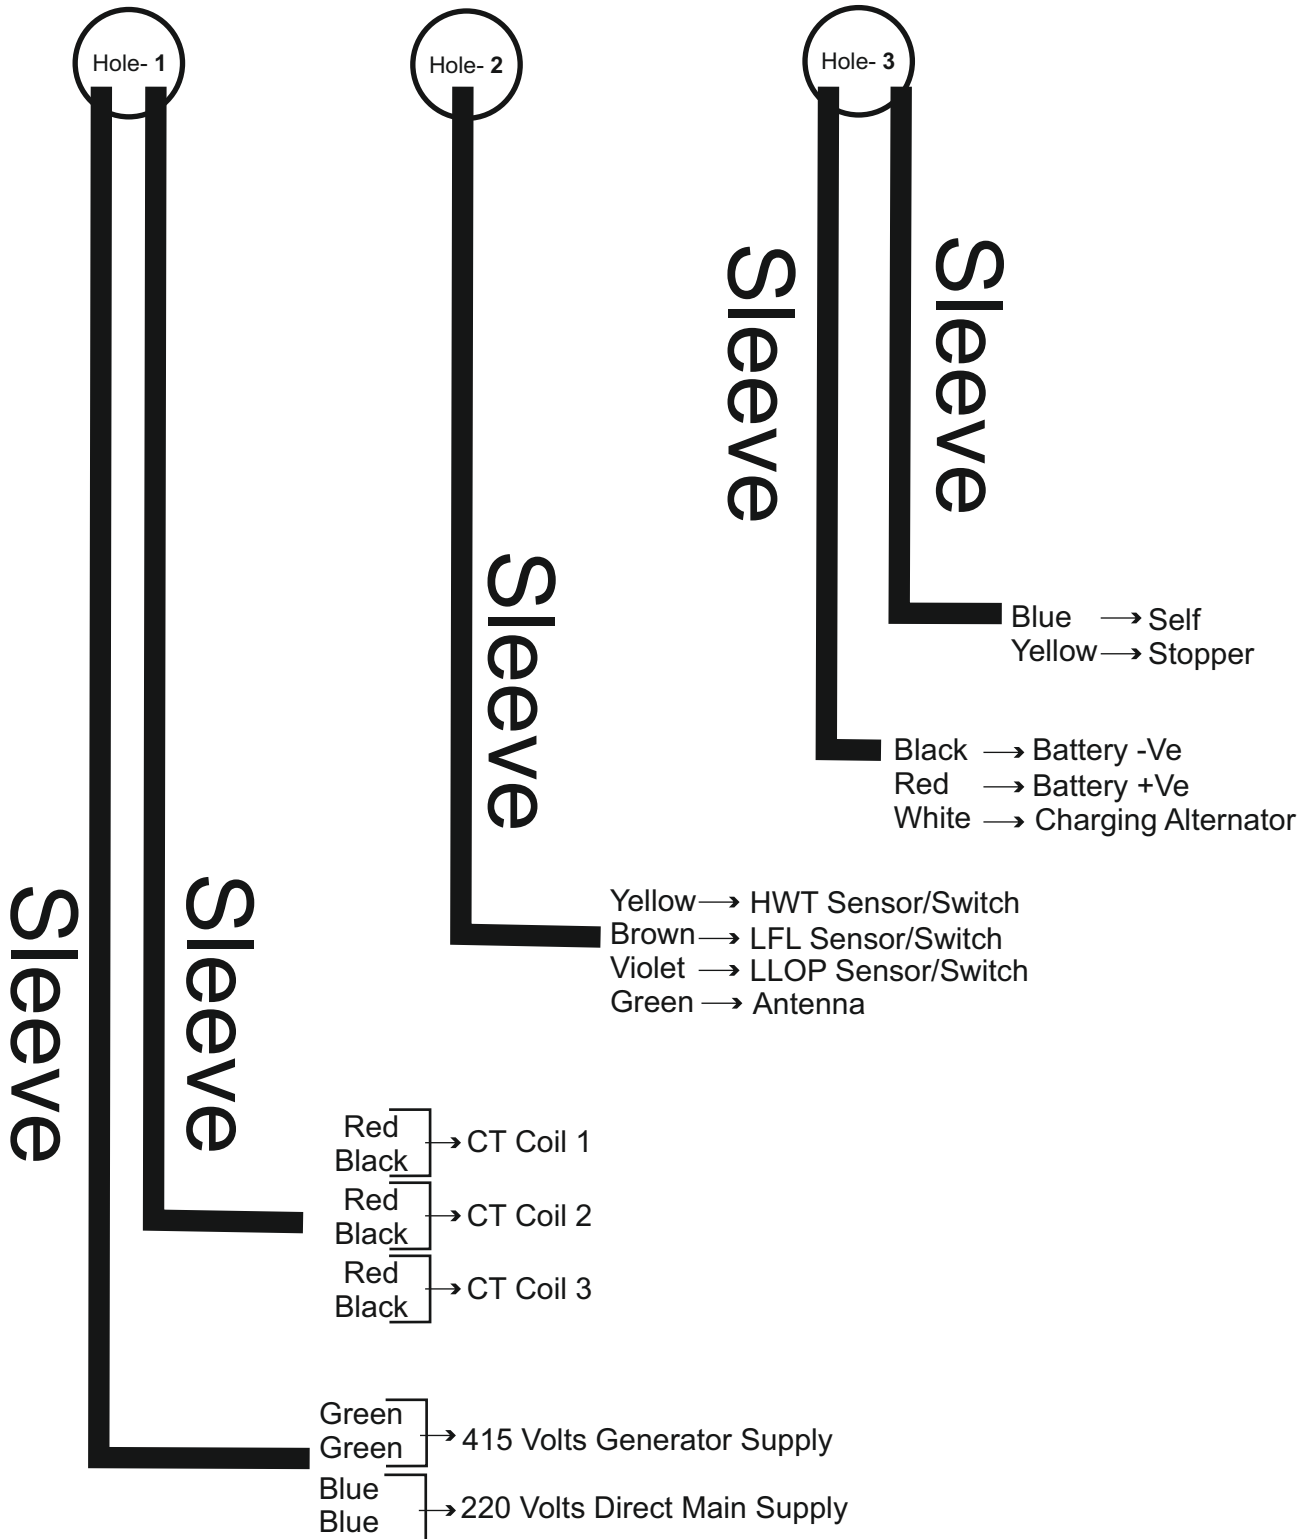 Hole- 1
Hole- 2
Hole- 3
Sleeve
Sleeve
Blue → Self
Yellow → Stopper
Black → Battery -Ve
Red → Battery +Ve
White → Charging Alternator
Sleeve
Yellow → HWT Sensor/Switch
Brown → LFL Sensor/Switch
Violet → LLOP Sensor/Switch
Green → Antenna
Sleeve
Sleeve
Red
Black
→ CT Coil 1
Red
Black
→ CT Coil 2
Red
Black
→ CT Coil 3
Green
Green
→ 415 Volts Generator Supply
Blue
Blue
→ 220 Volts Direct Main Supply